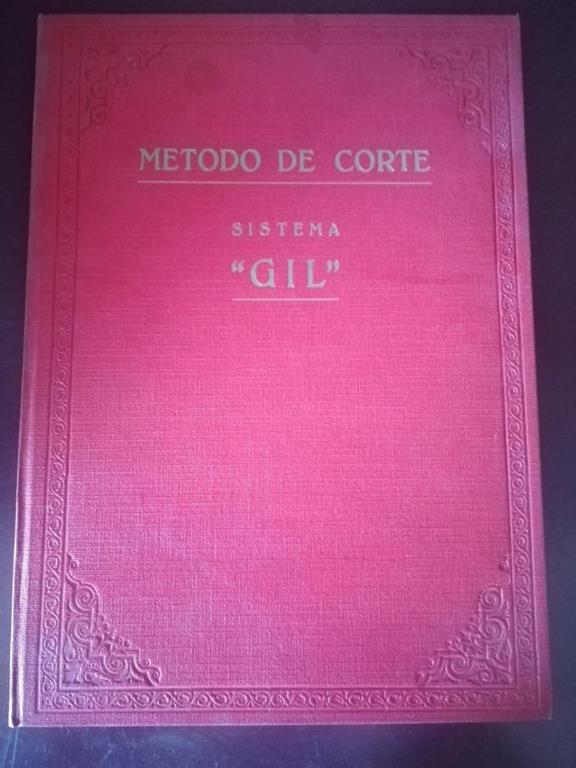 METODO DE CORTE
SISTEMA
“GIL”